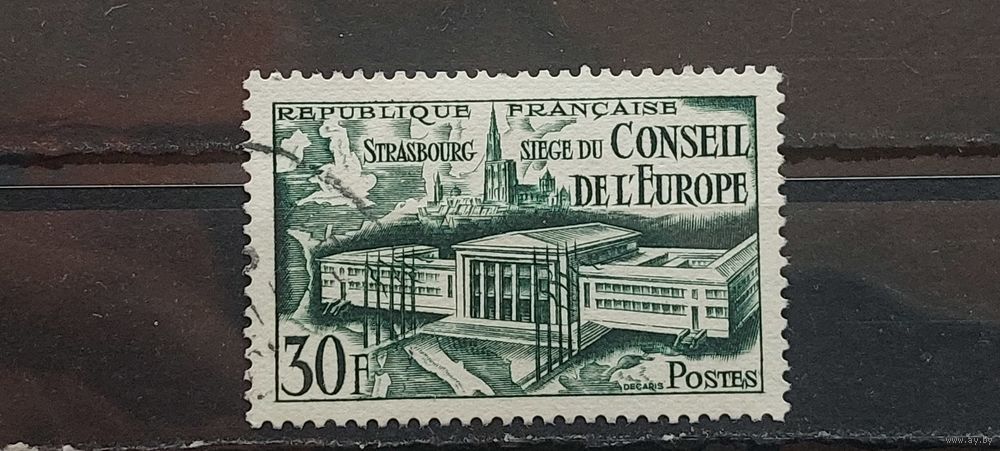 REPUBLIQUE FRANÇAISE
STRASBOURG SIEGE DU CONSEIL
DE L'EUROPE
30F
DECARIS POSTES
www.ay.by